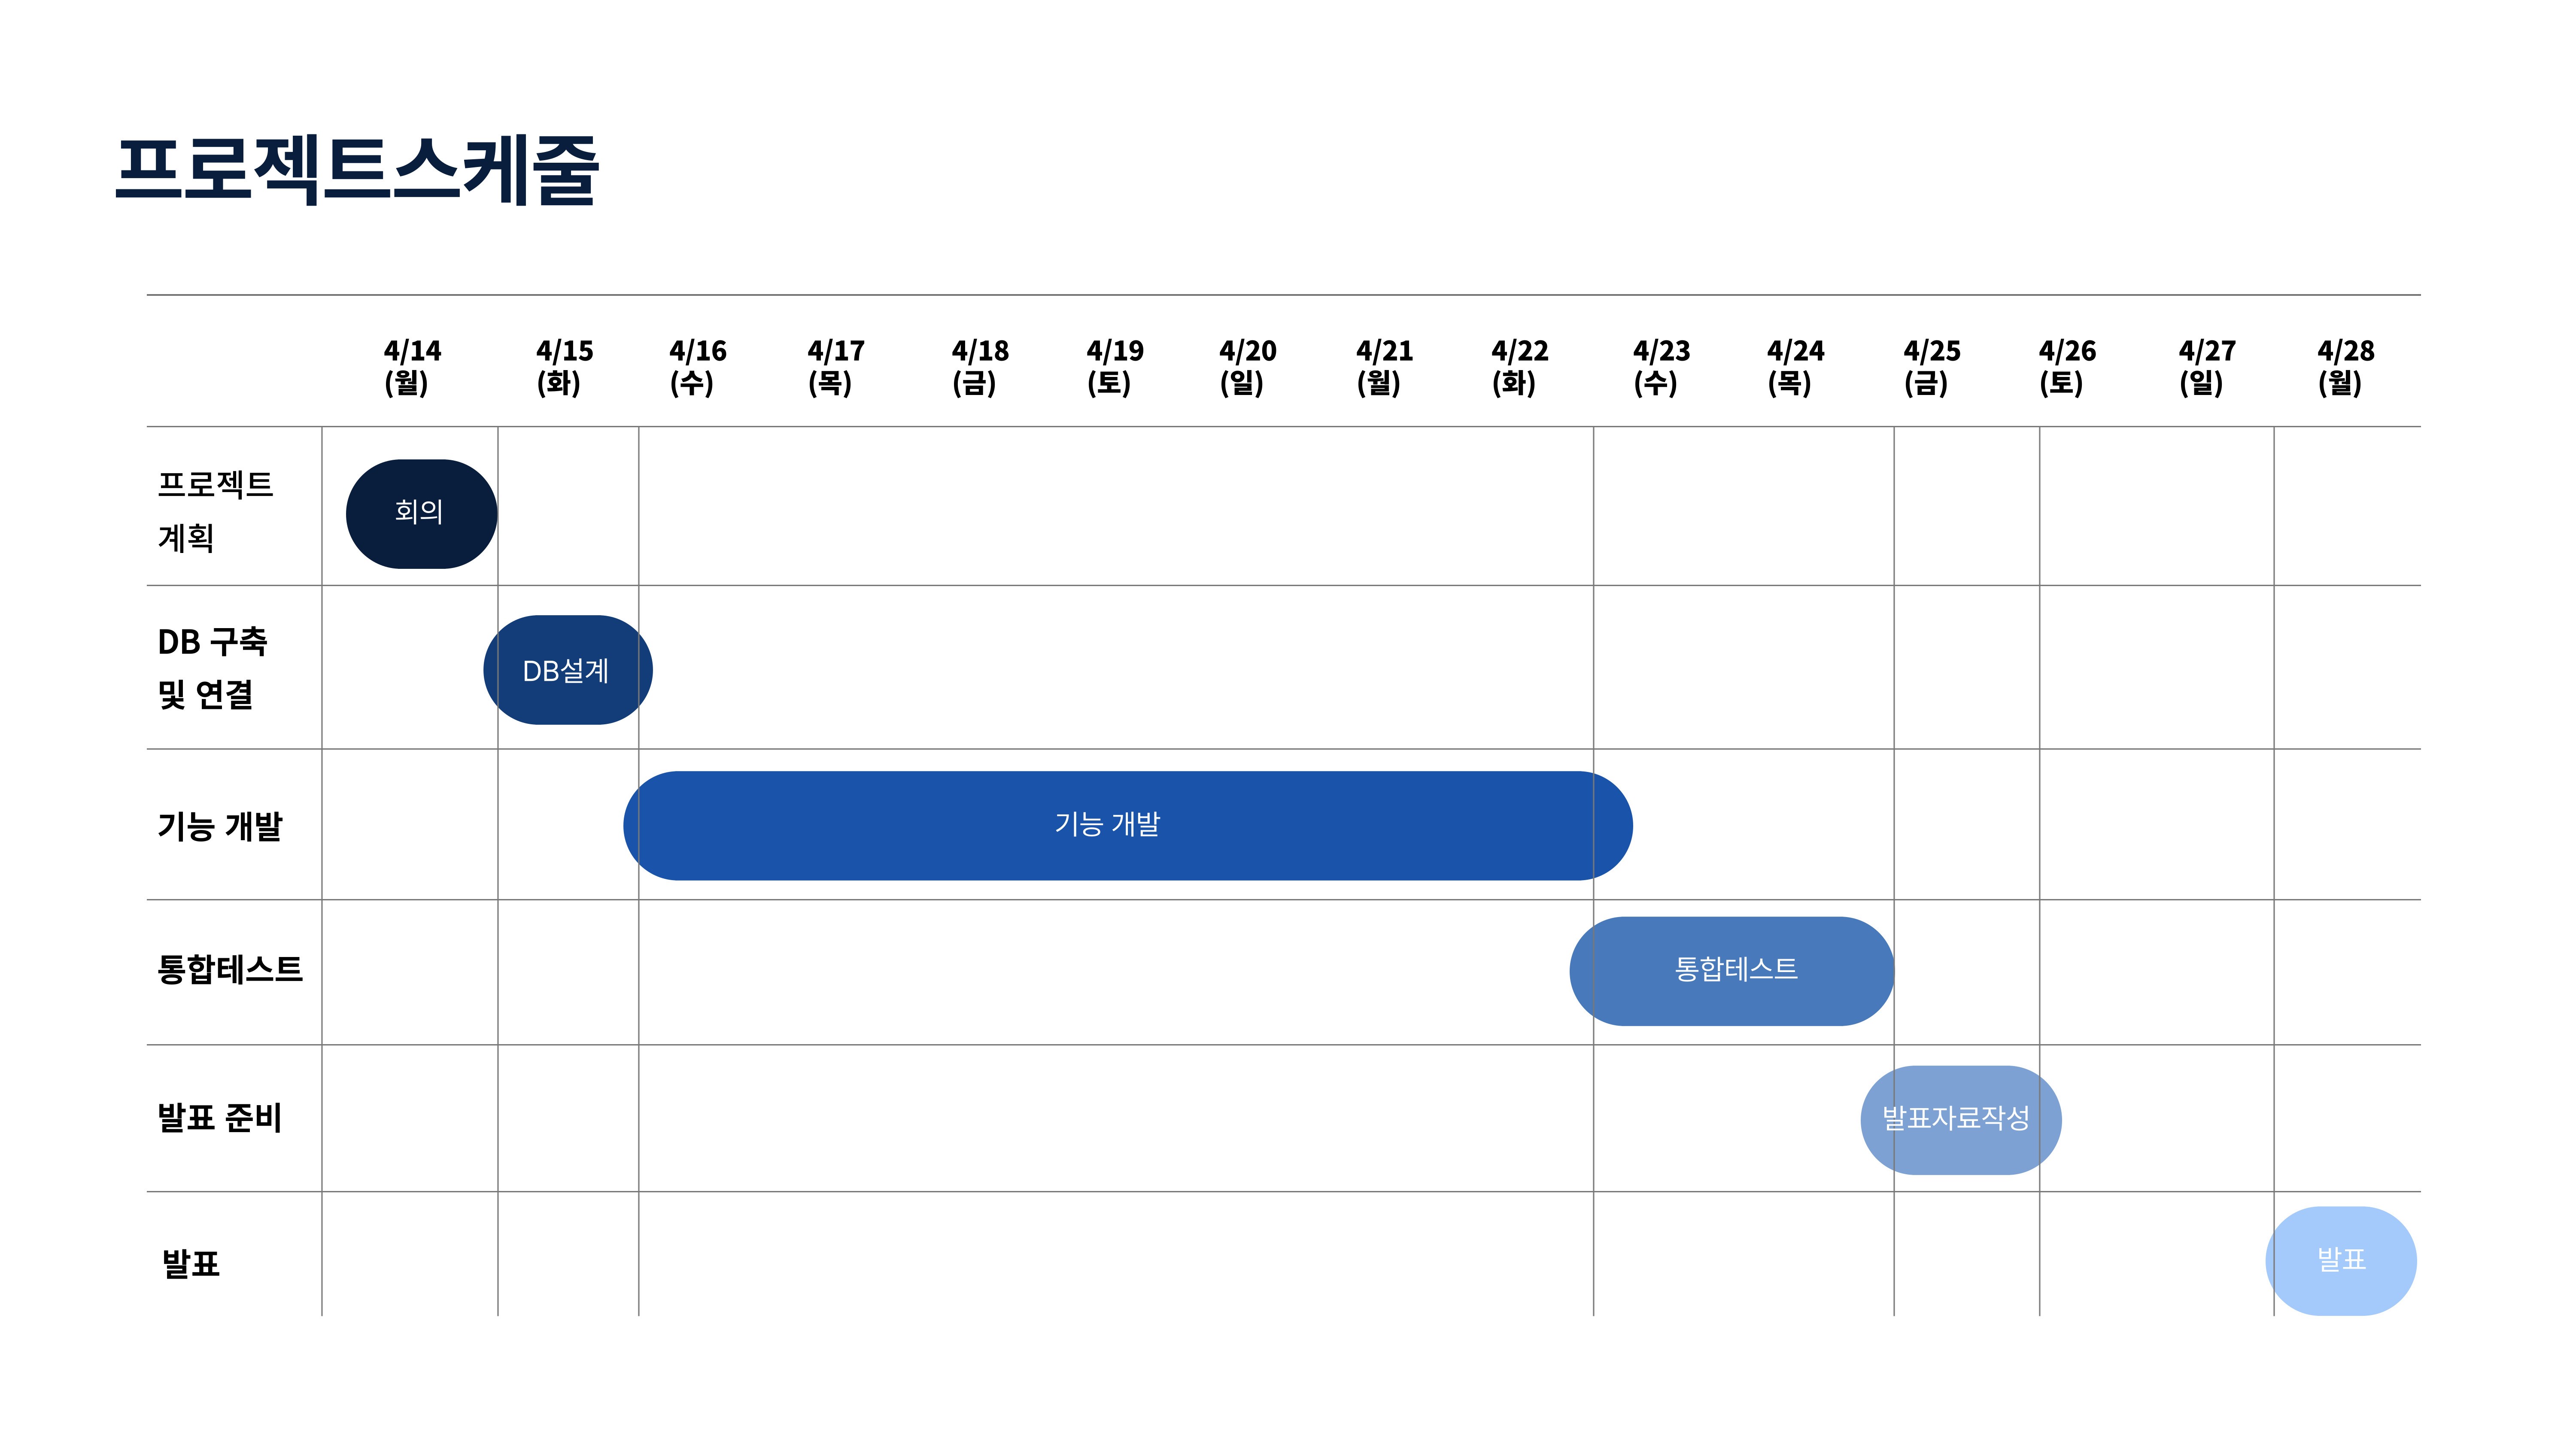 프로젝트스케줄
4/14 4/15 4/16 4/17 4/18 4/19 4/20 4/21 4/22 4/23 4/24 4/25 4/26 4/27 4/28
(월) (화) (수) (목) (금) (토) (일) (월) (화) (수) (목) (금) (토) (일) (월)
프로젝트
계획
회의
DB 구축
및 연결
DB설계
기능 개발
기능 개발
통합테스트
통합테스트
발표 준비
발표자료작성
발표
발표